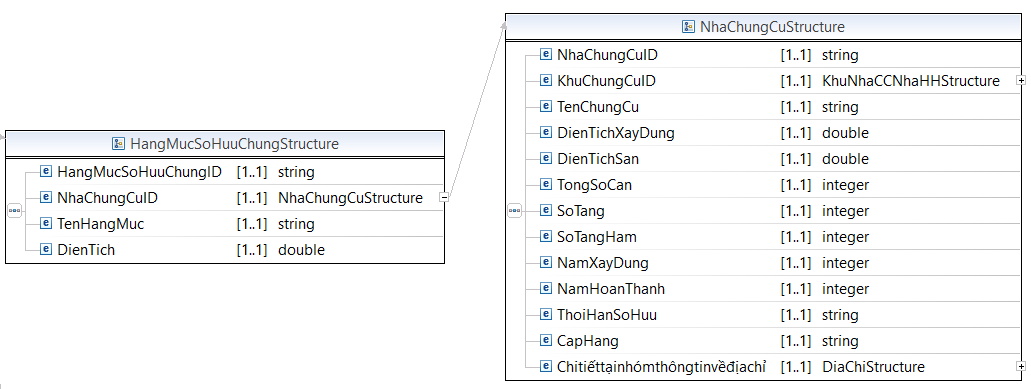 HangMucSoHuuChungStructure
HangMucSoHuuChungID [1..1] string
NhaChungCuID [1..1] NhaChungCuStructure
TenHangMuc [1..1] string
DienTich [1..1] double
NhaChungCuStructure
NhaChungCuID [1..1] string
KhuChungCuID [1..1] KhuNhaCCNhaHHStructure
TenChungCu [1..1] string
DienTichXayDung [1..1] double
DienTichSan [1..1] double
TongSoCan [1..1] integer
SoTang [1..1] integer
SoTangHam [1..1] integer
NamXayDung [1..1] integer
NamHoanThanh [1..1] integer
ThoiHanSoHuu [1..1] string
CapHang [1..1] string
Chitiếttạinhómthôngtinvềđịachỉ [1..1] DiaChiStructure